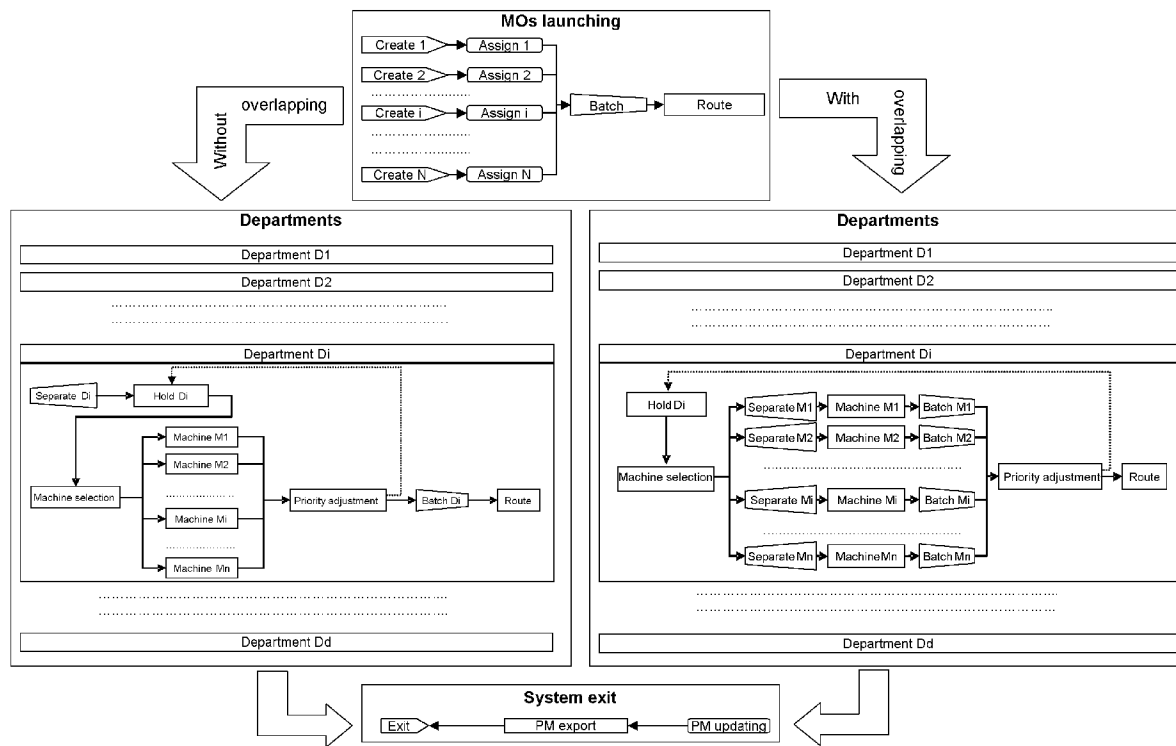 MOs launching
Create 1 Assign 1
Create 2 Assign 2
Create i Assign i Batch Route
Create N Assign N
Without overlapping
With overlapping
Departments
Department D1
Department D2
Department Di
Separate Di Hold Di
Machine M1
Machine M2
Machine selection
Machine Mi
Machine Mn
Priority adjustment Batch Di Route
Department Dd
Departments
Department D1
Department D2
Department Di
Hold Di
Machine selection
Separate M1 Machine M1 Batch M1
Separate M2 Machine M2 Batch M2
Separate Mi Machine Mi Batch Mi
Separate Mn Machine Mn Batch Mn
Priority adjustment Route
Department Dd
System exit
Exit PM export PM updating